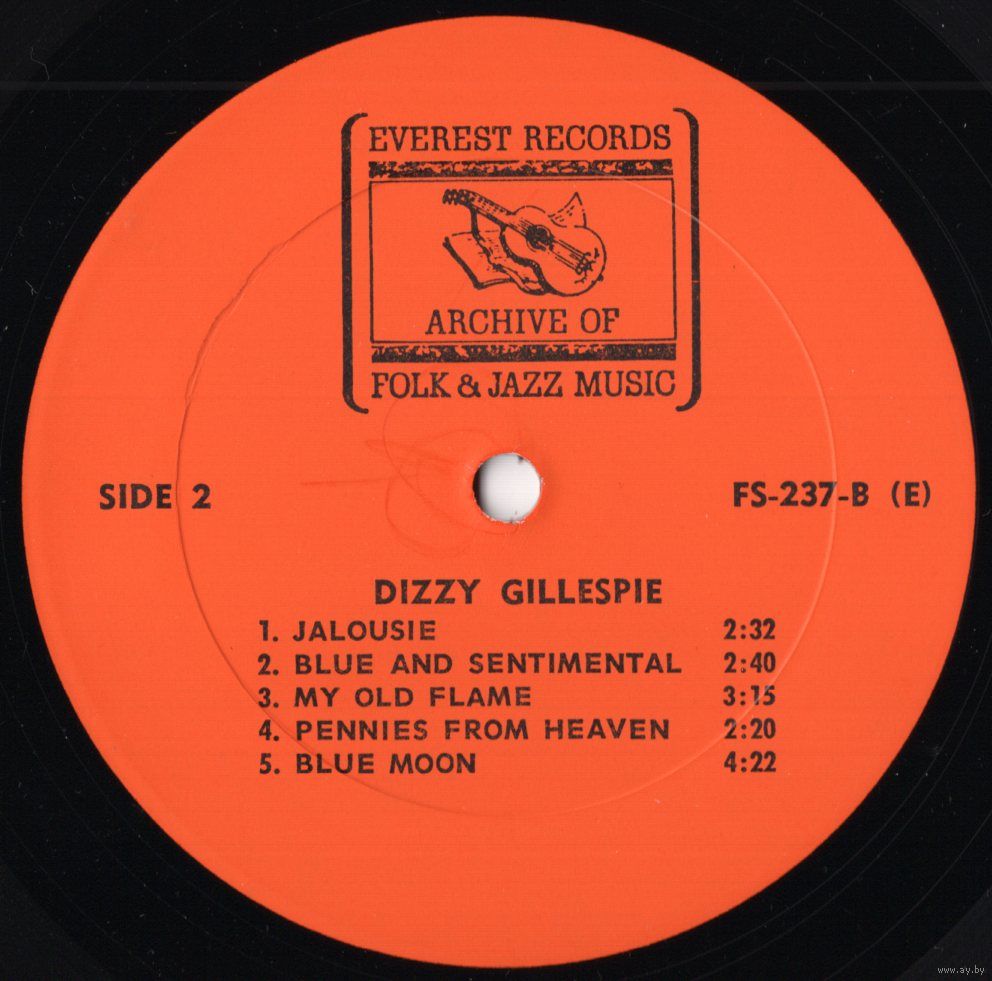 EVEREST RECORDS
ARCHIVE OF
FOLK & JAZZ MUSIC
SIDE 2
FS-237-B (E)
DIZZY GILLESPIE
1. JALOUSIE 2:32
2. BLUE AND SENTIMENTAL 2:40
3. MY OLD FLAME 3:15
4. PENNIES FROM HEAVEN 2:20
5. BLUE MOON 4:22
www.ay.by